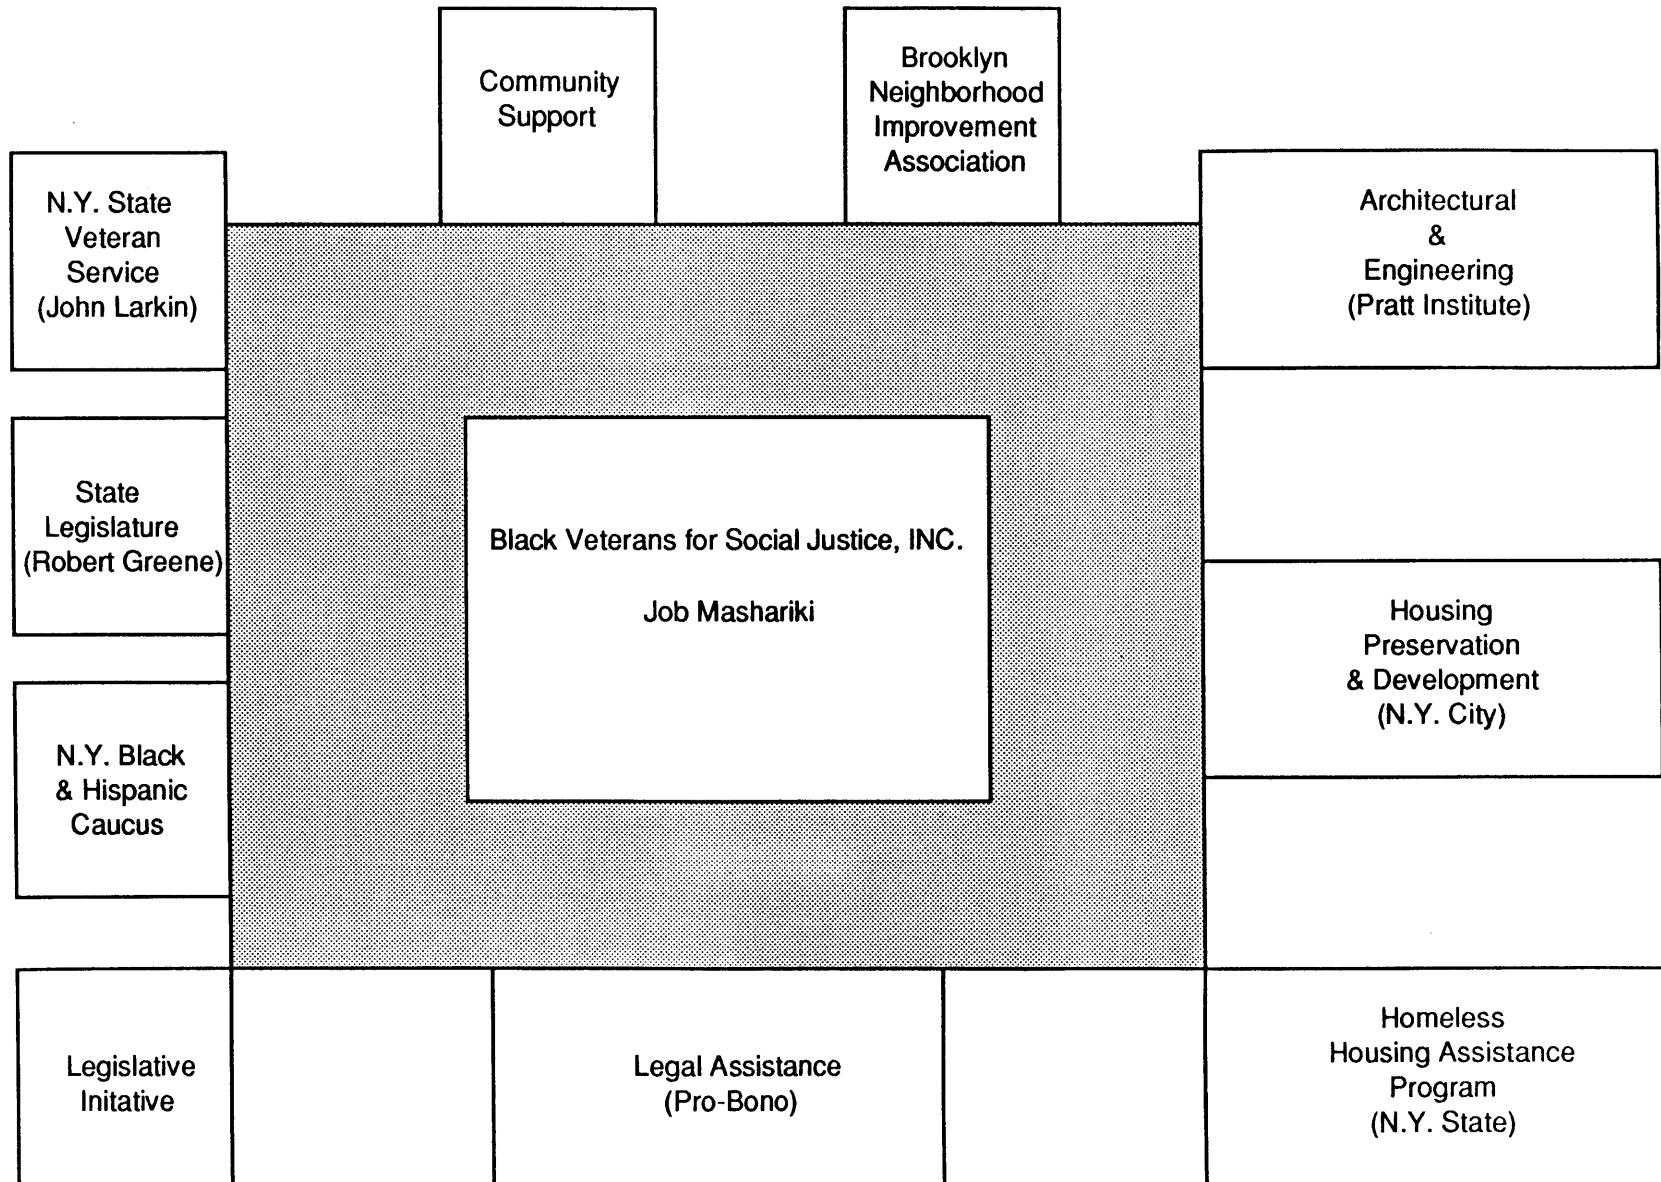 Community
Support
Brooklyn
Neighborhood
Improvement
Association
N.Y. State
Veteran
Service
(John Larkin)
Architectural
&
Engineering
(Pratt Institute)
State
Legislature
(Robert Greene)
Black Veterans for Social Justice, INC.
Job Mashariki
Housing
Preservation
& Development
(N.Y. City)
N.Y. Black
& Hispanic
Caucus
Legislative
Initative
Legal Assistance
(Pro-Bono)
Homeless
Housing Assistance
Program
(N.Y. State)